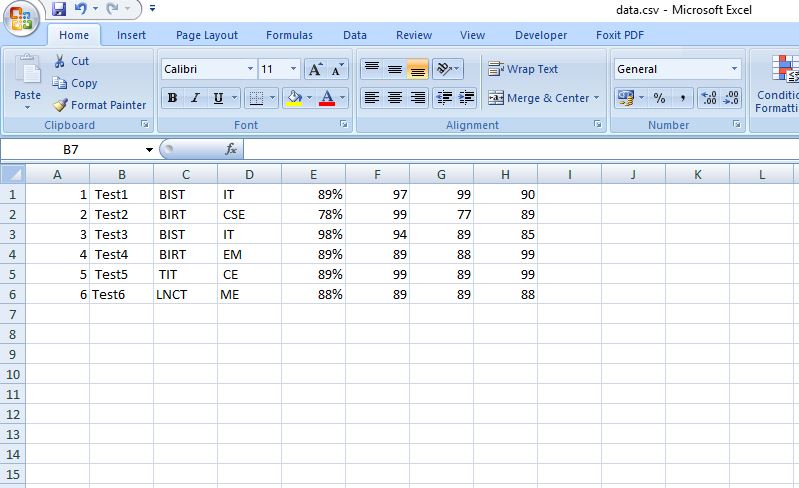 data.csv - Microsoft Excel
Home Insert Page Layout Formulas Data Review View Developer Foxit PDF
Paste Cut Copy Format Painter
Calibri 11 A A
B I U A
Wrap Text
Merge & Center
General
% , .00 .0
Clipboard Font Alignment Number
B7 fx
A B C D E F G H I J K L
1 1 Test1 BIST IT 89% 97 99 90
2 2 Test2 BIRT CSE 78% 99 77 89
3 3 Test3 BIST IT 98% 94 89 85
4 4 Test4 BIRT EM 89% 89 88 99
5 5 Test5 TIT CE 89% 99 89 99
6 6 Test6 LNCT ME 88% 89 89 88
7
8
9
10
11
12
13
14
15